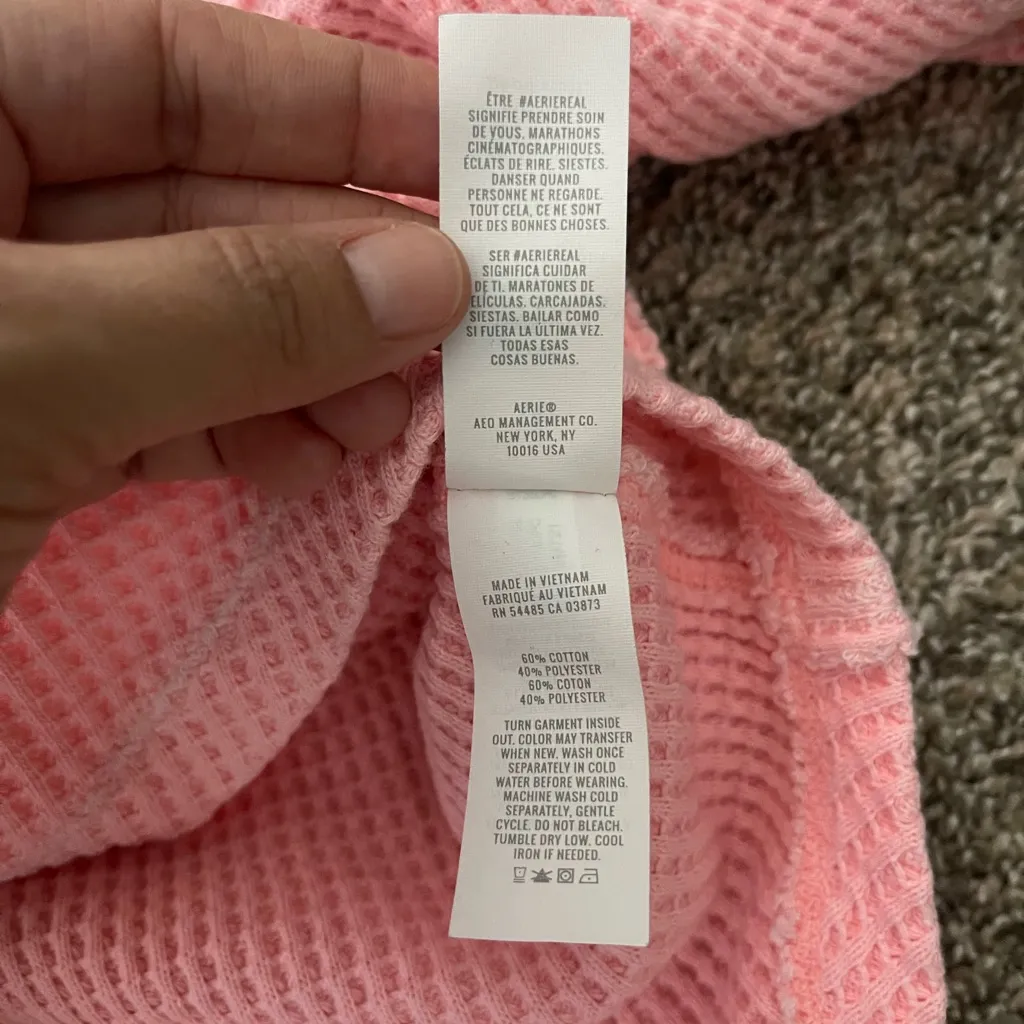 ÊTRE #AERIEREAL
SIGNIFIE PRENDRE SOIN
DE VOUS. MARATHONS
CINÉMATOGRAPHIQUES.
ÉCLATS DE RIRE. SIESTES.
DANSER QUAND
PERSONNE NE REGARDE.
TOUT CELA, CE NE SONT
QUE DES BONNES CHOSES.
SER #AERIEREAL
SIGNIFICA CUIDAR
DE TI. MARATONES DE
ELÍCULAS. CARCAJADAS.
SIESTAS. BAILAR COMO
SI FUERA LA ÚLTIMA VEZ.
TODAS ESAS
COSAS BUENAS.
AERIE®
AEO MANAGEMENT CO.
NEW YORK, NY
10016 USA
MADE IN VIETNAM
FABRIQUÉ AU VIETNAM
RN 54485 CA 03873
60% COTTON
40% POLYESTER
60% COTON
40% POLYESTER
TURN GARMENT INSIDE
OUT. COLOR MAY TRANSFER
WHEN NEW. WASH ONCE
SEPARATELY IN COLD
WATER BEFORE WEARING.
MACHINE WASH COLD
SEPARATELY, GENTLE
CYCLE. DO NOT BLEACH.
TUMBLE DRY LOW. COOL
IRON IF NEEDED.